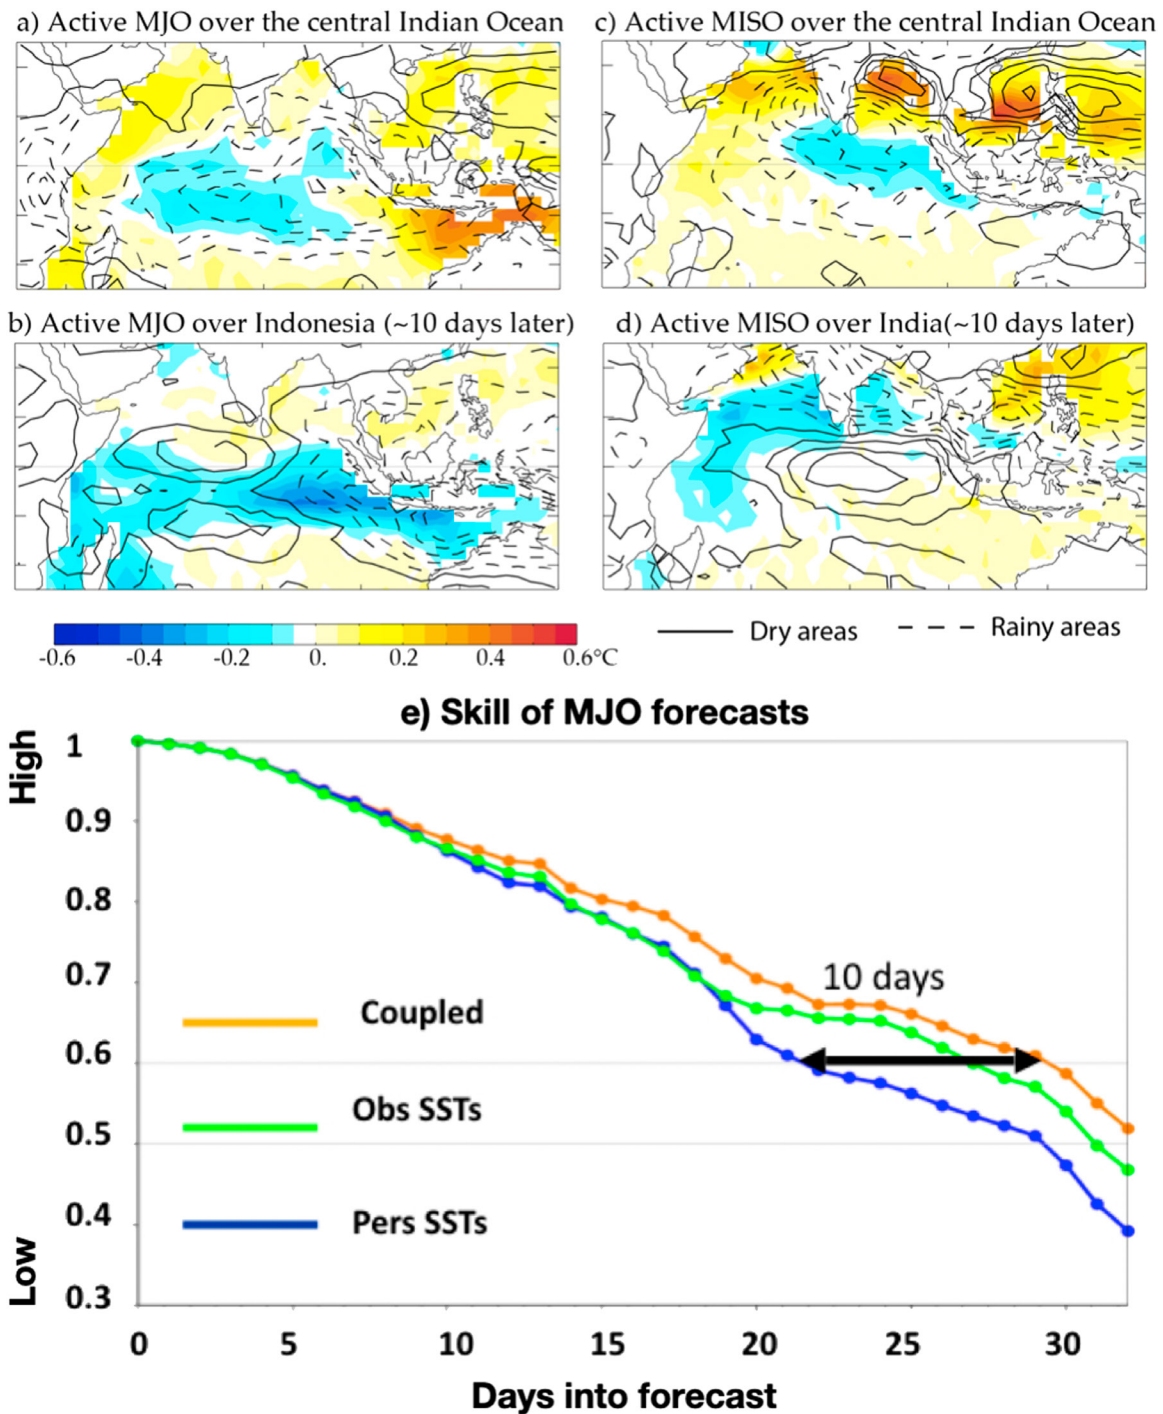 a) Active MJO over the central Indian Ocean
c) Active MISO over the central Indian Ocean
b) Active MJO over Indonesia (~10 days later)
d) Active MISO over India(~10 days later)
-0.6 -0.4 -0.2 0. 0.2 0.4 0.6°C
Dry areas
Rainy areas
e) Skill of MJO forecasts
High
1
0.9
0.8
0.7
10 days
Coupled
0.6
Obs SSTs
0.5
Pers SSTs
0.4
Low
0.3
0 5 10 15 20 25 30
Days into forecast